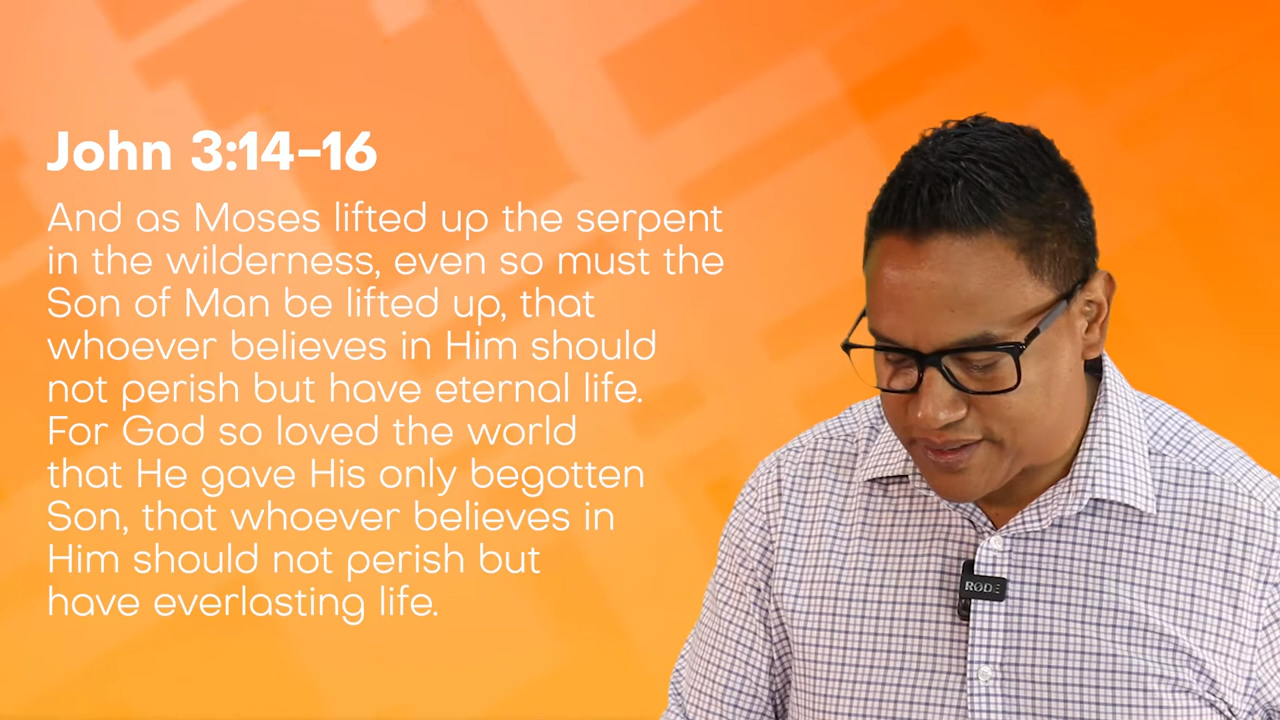 John 3:14-16
And as Moses lifted up the serpent
in the wilderness, even so must the
Son of Man be lifted up, that
whoever believes in Him should
not perish but have eternal life.
For God so loved the world
that He gave His only begotten
Son, that whoever believes in
Him should not perish but
have everlasting life.
RØDE